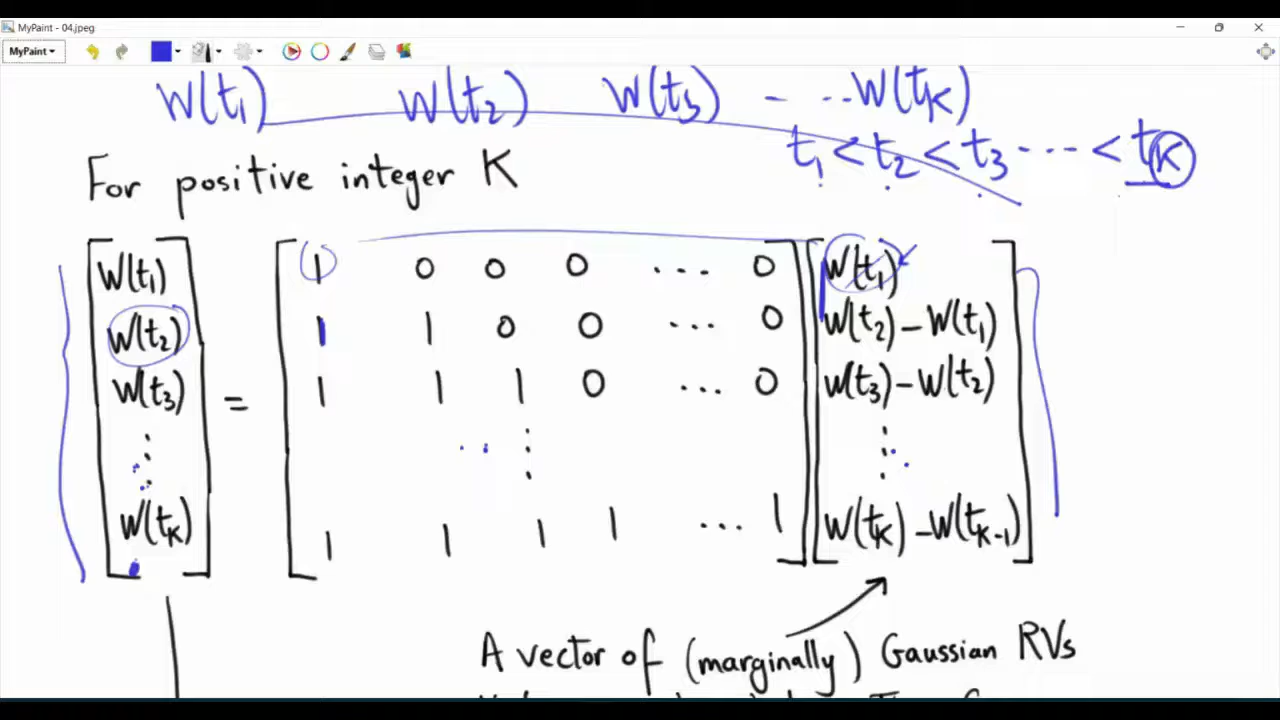 MyPaint - 04.jpeg
MyPaint
W(t1) W(t2) W(t3) - ..W(tK)
t1 < t2 < t3 --- < tK
For positive integer K
[W(t1)] [1 0 0 0 ... 0] [W(t1)]
[W(t2)] [1 1 0 0 ... 0] [W(t2) - W(t1)]
[W(t3)] = [1 1 1 0 ... 0] [W(t3) - W(t2)]
⋮ ⋮ ⋮
[W(tK)] [1 1 1 1 ... 1] [W(tK) - W(tK-1)]
A vector of (marginally) Gaussian RVs